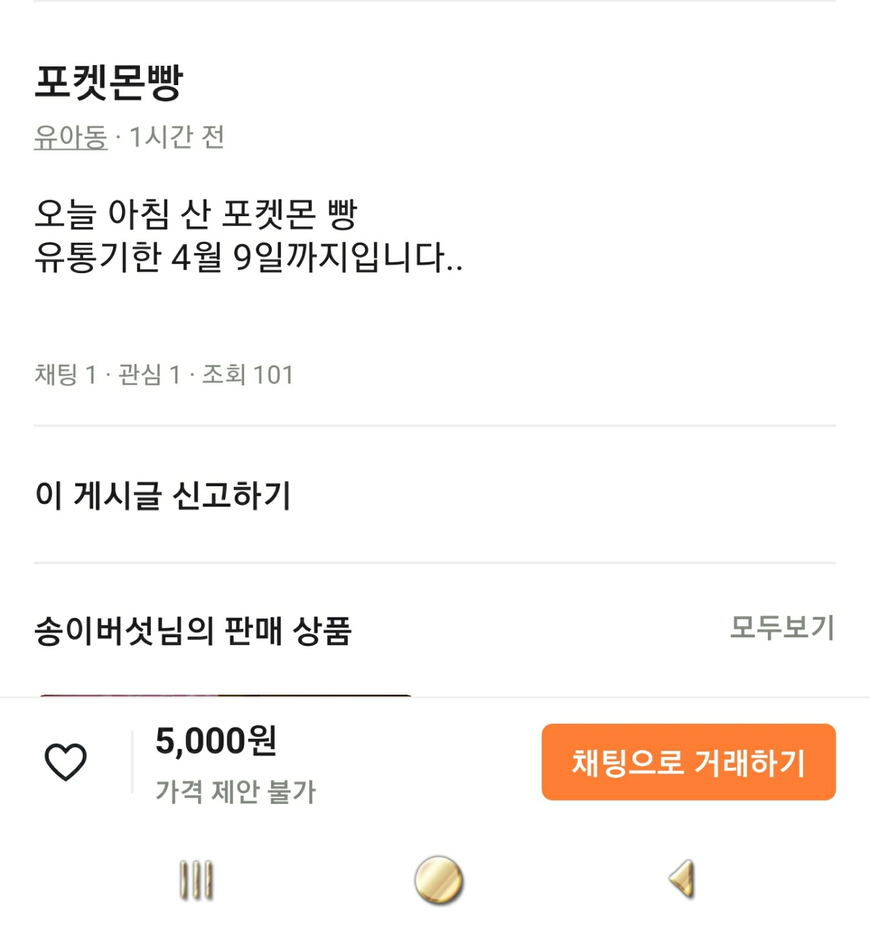 포켓몬빵
유아동 · 1시간 전
오늘 아침 산 포켓몬 빵
유통기한 4월 9일까지입니다..
채팅 1 · 관심 1 · 조회 101
이 게시글 신고하기
송이버섯님의 판매 상품
모두보기
5,000원
가격 제안 불가
채팅으로 거래하기